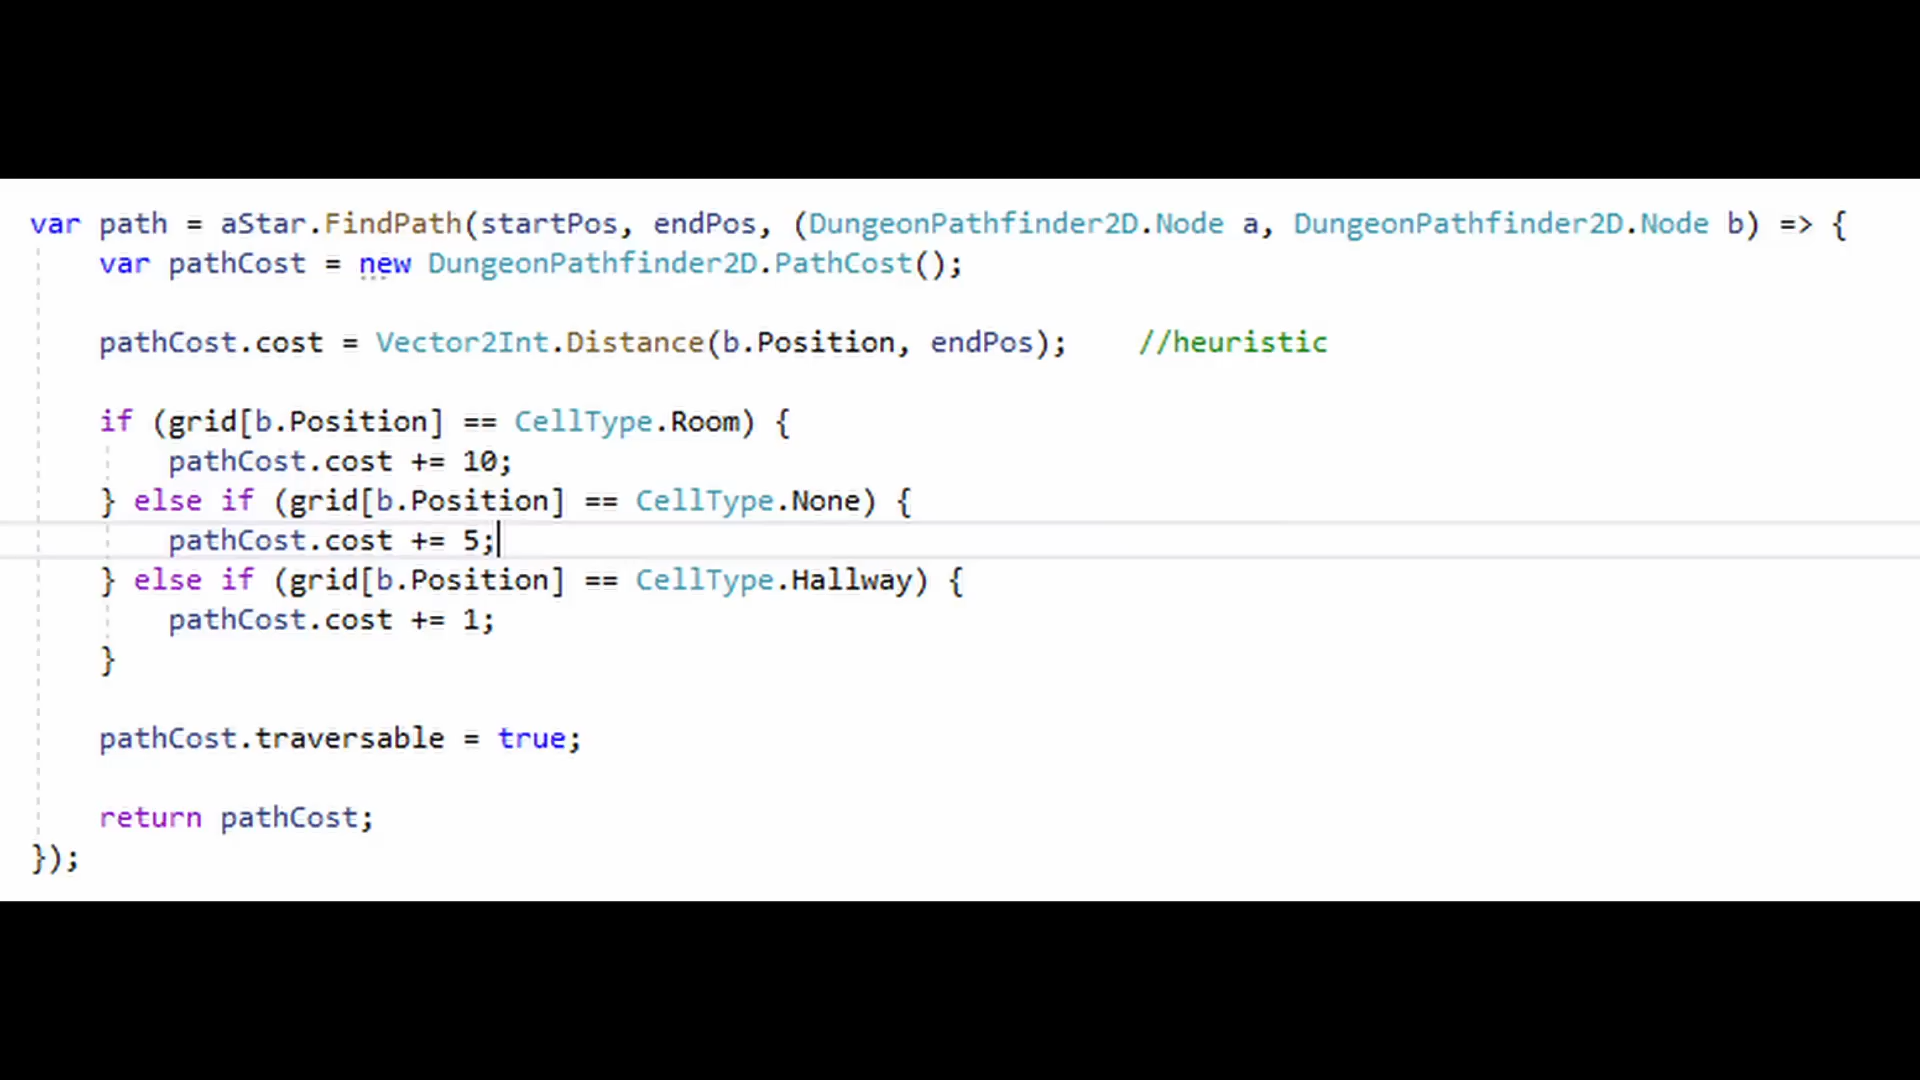 var path = aStar.FindPath(startPos, endPos, (DungeonPathfinder2D.Node a, DungeonPathfinder2D.Node b) => {
    var pathCost = new DungeonPathfinder2D.PathCost();
    pathCost.cost = Vector2Int.Distance(b.Position, endPos);    //heuristic
    if (grid[b.Position] == CellType.Room) {
        pathCost.cost += 10;
    } else if (grid[b.Position] == CellType.None) {
        pathCost.cost += 5;
    } else if (grid[b.Position] == CellType.Hallway) {
        pathCost.cost += 1;
    }
    pathCost.traversable = true;
    return pathCost;
});